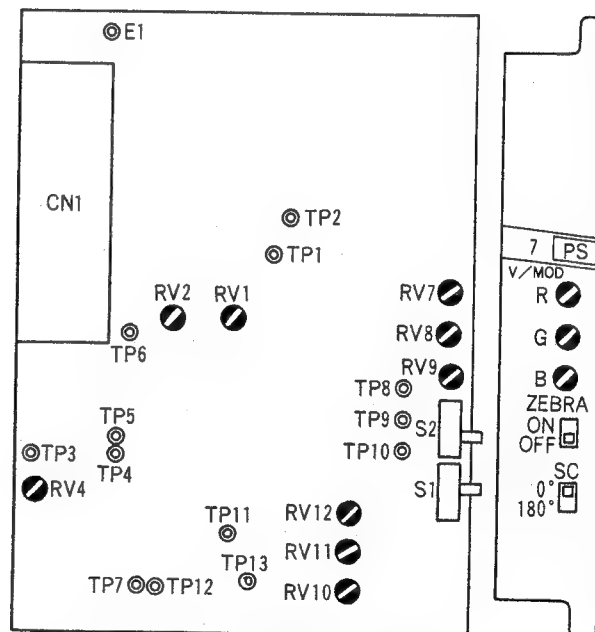 E1
CN1
TP2
TP1
7 PS
V/MOD
RV2 RV1 RV7 R
TP6 RV8 G
RV9 B
TP8 ZEBRA
TP5 TP9 S2 ON
OFF
TP3 TP4 TP10
RV4 S1 SC
0°
180°
TP11 RV12
TP13 RV11
TP7 TP12 RV10